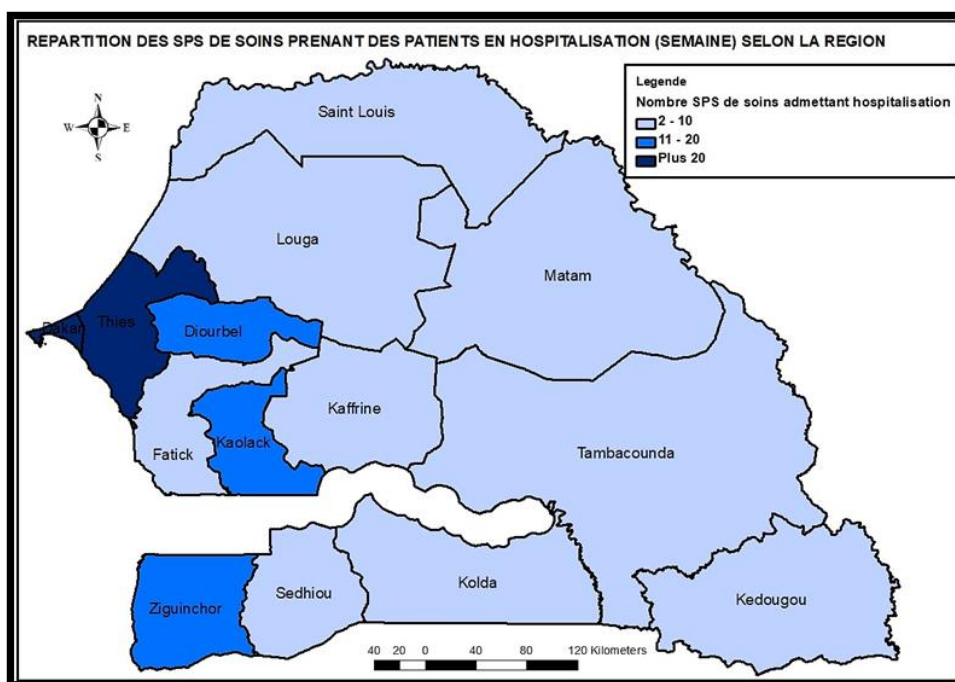 REPARTITION DES SPS DE SOINS PRENANT DES PATIENTS EN HOSPITALISATION (SEMAINE) SELON LA REGION
Legende
Nombre SPS de soins admettant hospitalisation
2 - 10
11 - 20
Plus 20
N
W E
S
Saint Louis
Louga
Matam
Dakar
Thies
Diourbel
Kaffrine
Fatick
Kaolack
Tambacounda
Ziguinchor
Sedhiou
Kolda
Kedougou
40 20 0 40 80 120 Kilometers